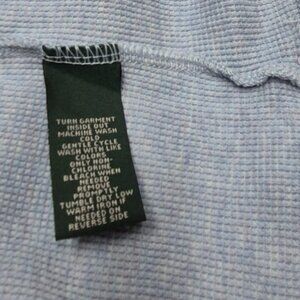 TURN GARMENT
INSIDE OUT
MACHINE WASH
COLD
GENTLE CYCLE
WASH WITH LIKE
COLORS
ONLY NON-
CHLORINE
BLEACH WHEN
NEEDED
REMOVE
PROMPTLY
TUMBLE DRY LOW
WARM IRON IF
NEEDED ON
REVERSE SIDE